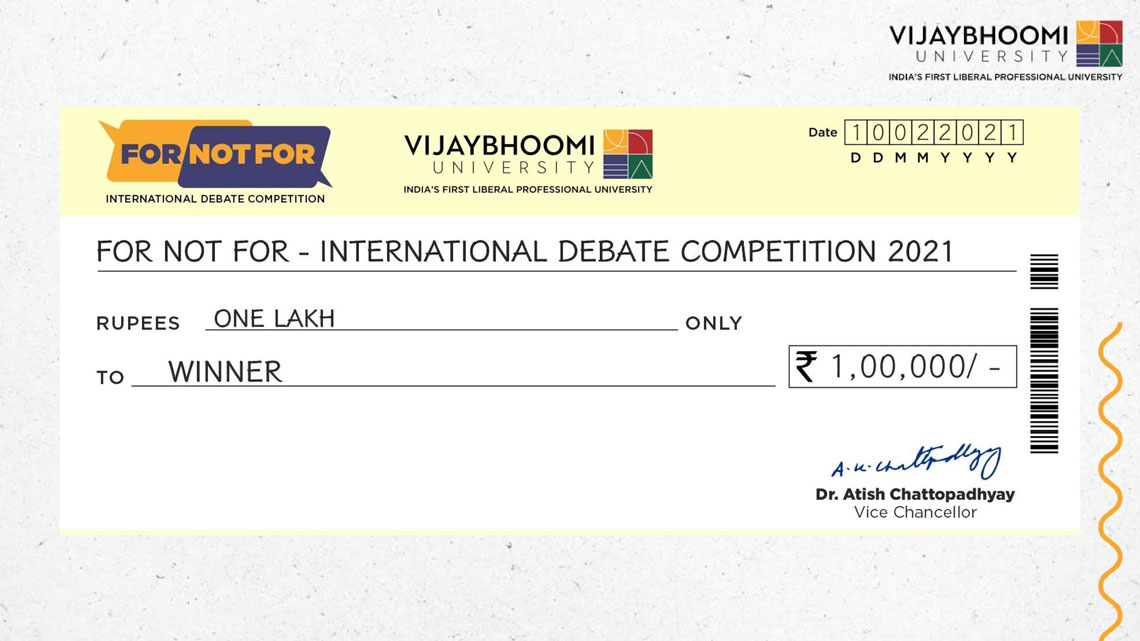 VIJAYBHOOMI
UNIVERSITY
INDIA'S FIRST LIBERAL PROFESSIONAL UNIVERSITY
FOR NOT FOR
INTERNATIONAL DEBATE COMPETITION
VIJAYBHOOMI
UNIVERSITY
INDIA'S FIRST LIBERAL PROFESSIONAL UNIVERSITY
Date 10022021
D D M M Y Y Y Y
FOR NOT FOR - INTERNATIONAL DEBATE COMPETITION 2021
RUPEES ONE LAKH ONLY
TO WINNER
₹ 1,00,000/ -
A. K. Chattopadhyay
Dr. Atish Chattopadhyay
Vice Chancellor